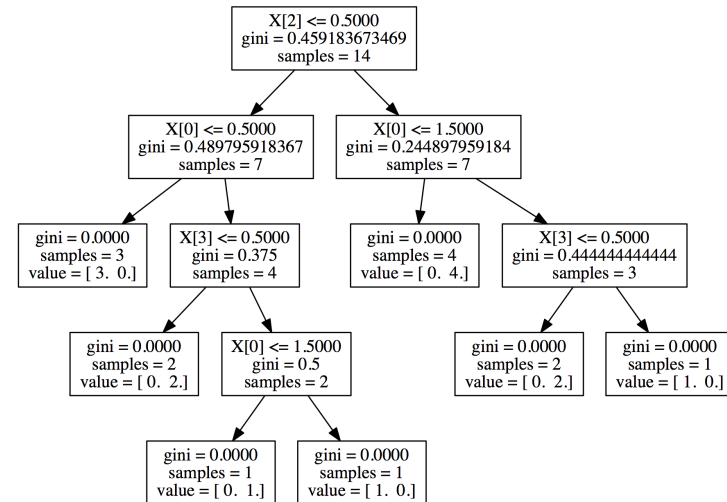 X[2] <= 0.5000
gini = 0.459183673469
samples = 14
X[0] <= 0.5000
gini = 0.489795918367
samples = 7
X[0] <= 1.5000
gini = 0.244897959184
samples = 7
gini = 0.0000
samples = 3
value = [ 3.  0.]
X[3] <= 0.5000
gini = 0.375
samples = 4
gini = 0.0000
samples = 4
value = [ 0.  4.]
X[3] <= 0.5000
gini = 0.444444444444
samples = 3
gini = 0.0000
samples = 2
value = [ 0.  2.]
X[0] <= 1.5000
gini = 0.5
samples = 2
gini = 0.0000
samples = 2
value = [ 0.  2.]
gini = 0.0000
samples = 1
value = [ 1.  0.]
gini = 0.0000
samples = 1
value = [ 0.  1.]
gini = 0.0000
samples = 1
value = [ 1.  0.]